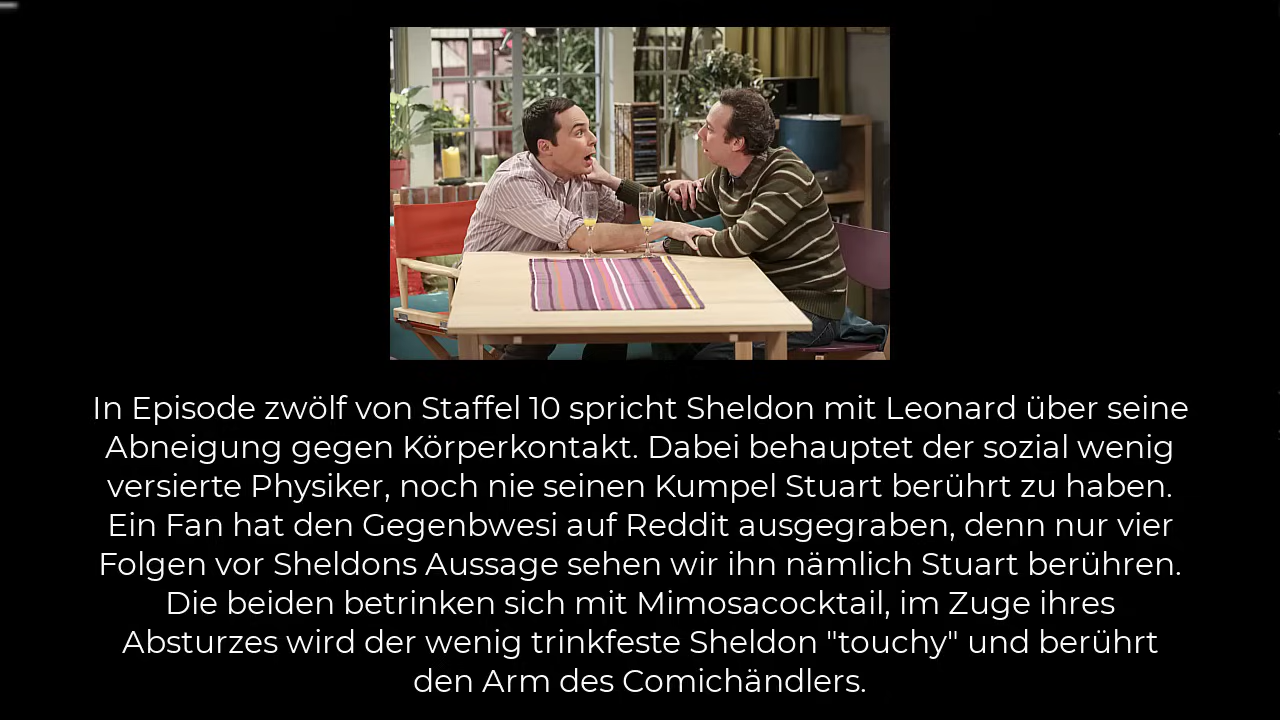 In Episode zwölf von Staffel 10 spricht Sheldon mit Leonard über seine
Abneigung gegen Körperkontakt. Dabei behauptet der sozial wenig
versierte Physiker, noch nie seinen Kumpel Stuart berührt zu haben.
Ein Fan hat den Gegenbwesi auf Reddit ausgegraben, denn nur vier
Folgen vor Sheldons Aussage sehen wir ihn nämlich Stuart berühren.
Die beiden betrinken sich mit Mimosacocktail, im Zuge ihres
Absturzes wird der wenig trinkfeste Sheldon "touchy" und berührt
den Arm des Comichändlers.